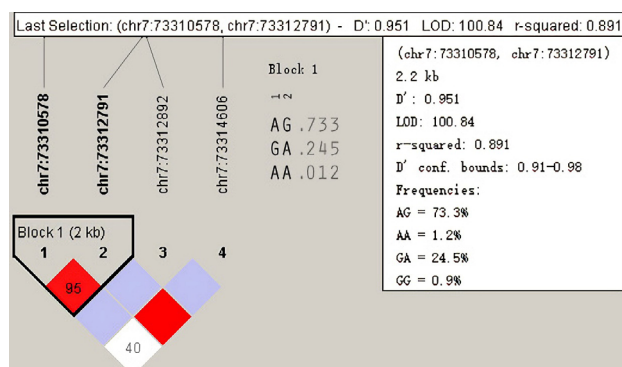 Last Selection: (chr7:73310578, chr7:73312791) - D': 0.951 LOD: 100.84 r-squared: 0.891
chr7:73310578
chr7:73312791
chr7:73312892
chr7:73314606
Block 1
1 2
AG .733
GA .245
AA .012
(chr7:73310578, chr7:73312791)
2.2 kb
D': 0.951
LOD: 100.84
r-squared: 0.891
D' conf. bounds: 0.91-0.98
Frequencies:
AG = 73.3%
AA = 1.2%
GA = 24.5%
GG = 0.9%
Block 1 (2 kb)
1 2 3 4
95
40